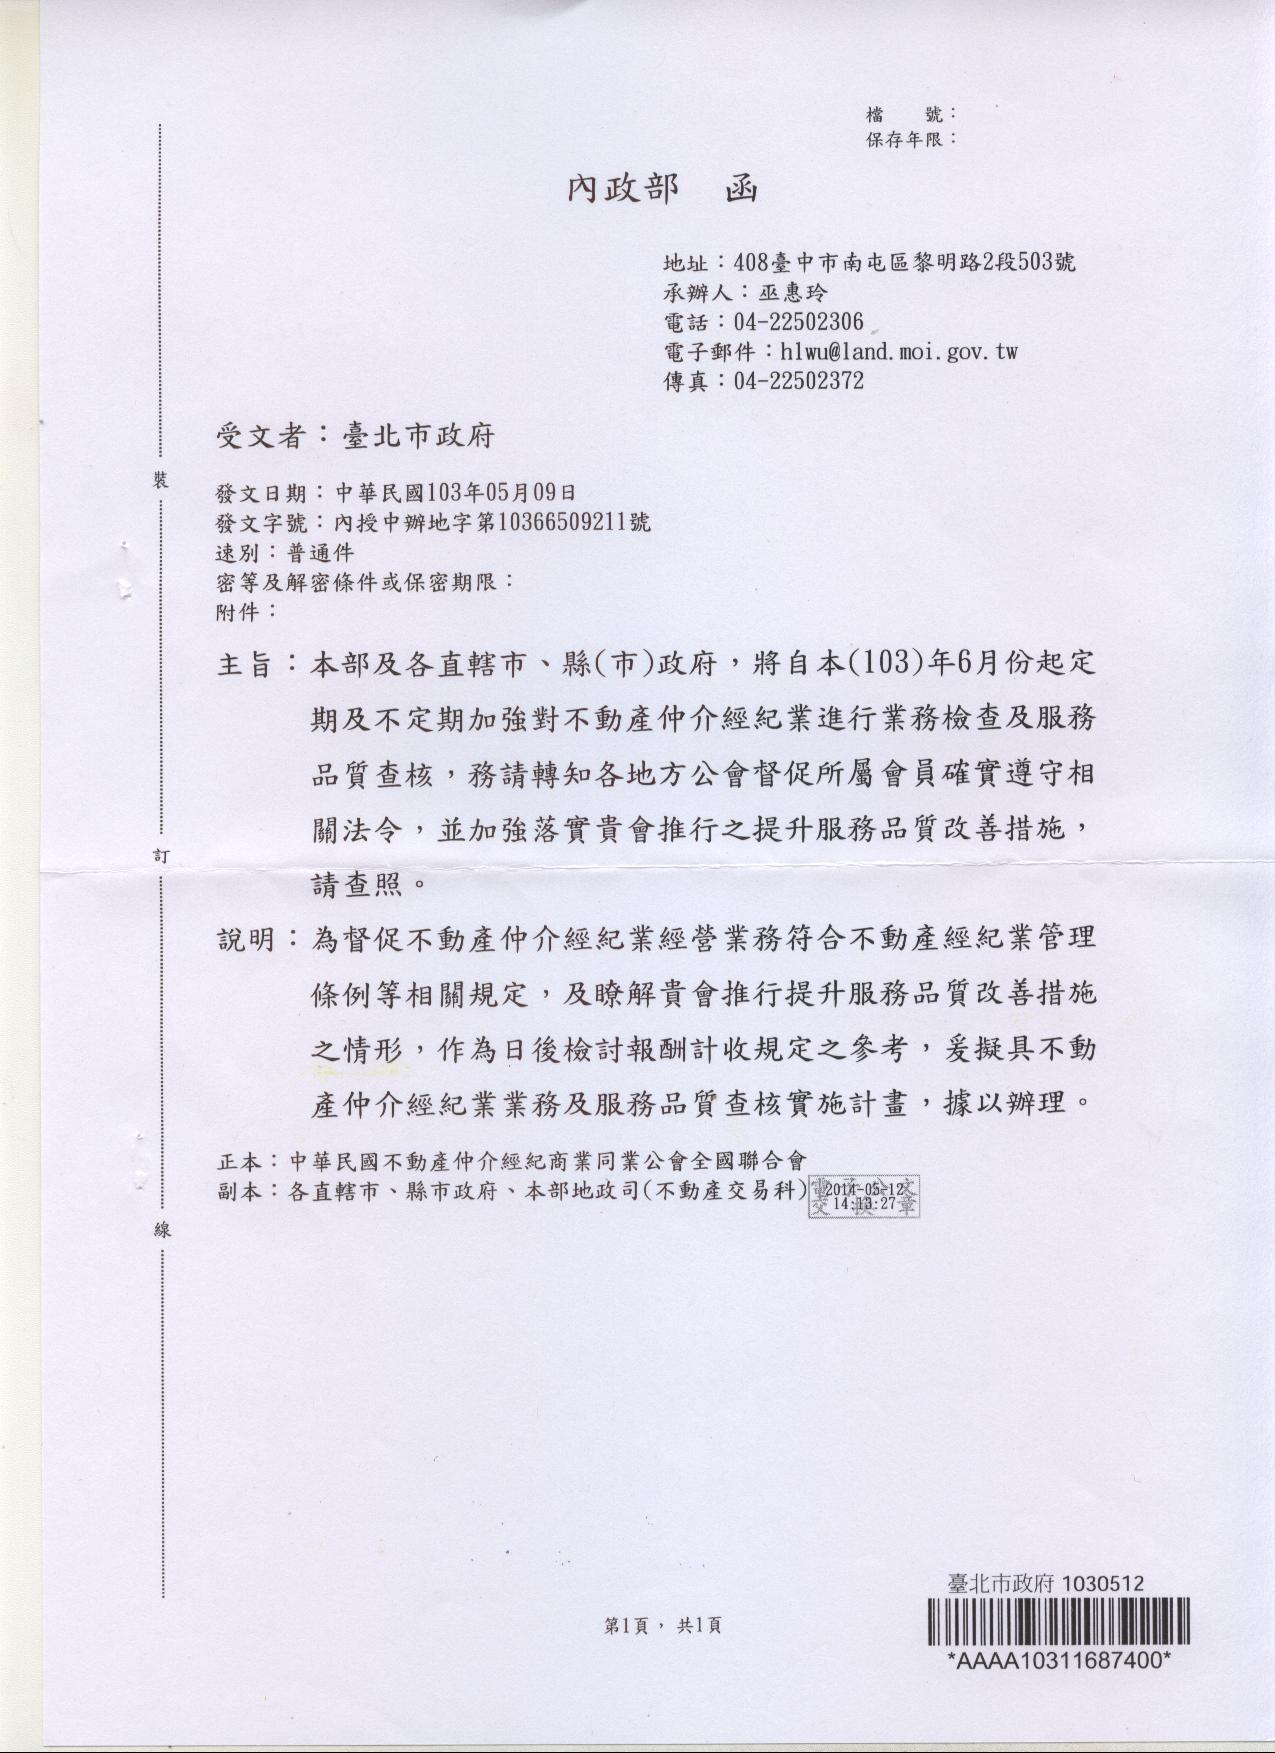 檔　　號：
保存年限：
內政部　函
地址：408臺中市南屯區黎明路2段503號
承辦人：巫惠玲
電話：04-22502306
電子郵件：hlwu@land.moi.gov.tw
傳真：04-22502372
受文者：臺北市政府
發文日期：中華民國103年05月09日
發文字號：內授中辦地字第10366509211號
速別：普通件
密等及解密條件或保密期限：
附件：
主旨：本部及各直轄市、縣(市)政府，將自本(103)年6月份起定
期及不定期加強對不動產仲介經紀業進行業務檢查及服務
品質查核，務請轉知各地方公會督促所屬會員確實遵守相
關法令，並加強落實貴會推行之提升服務品質改善措施，
請查照。
說明：為督促不動產仲介經紀業經營業務符合不動產經紀業管理
條例等相關規定，及瞭解貴會推行提升服務品質改善措施
之情形，作為日後檢討報酬計收規定之參考，爰擬具不動
產仲介經紀業業務及服務品質查核實施計畫，據以辦理。
正本：中華民國不動產仲介經紀商業同業公會全國聯合會
副本：各直轄市、縣市政府、本部地政司(不動產交易科)
電子公文
交換章
2014-05-12
14:13:27
裝
訂
線
臺北市政府 1030512
*AAAA10311687400*
第1頁，共1頁